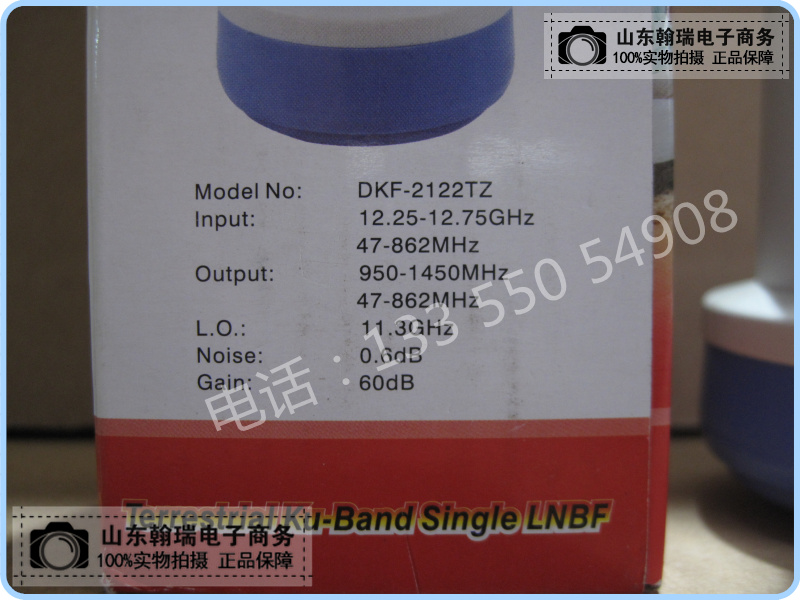 山东翰瑞电子商务
100%实物拍摄 正品保障
Model No: DKF-2122TZ
Input: 12.25-12.75GHz
47-862MHz
Output: 950-1450MHz
47-862MHz
L.O.: 11.3GHz
Noise: 0.6dB
Gain: 60dB
电话：133 550 54908
Terrestrial Ku-Band Single LNBF
山东翰瑞电子商务
100%实物拍摄 正品保障